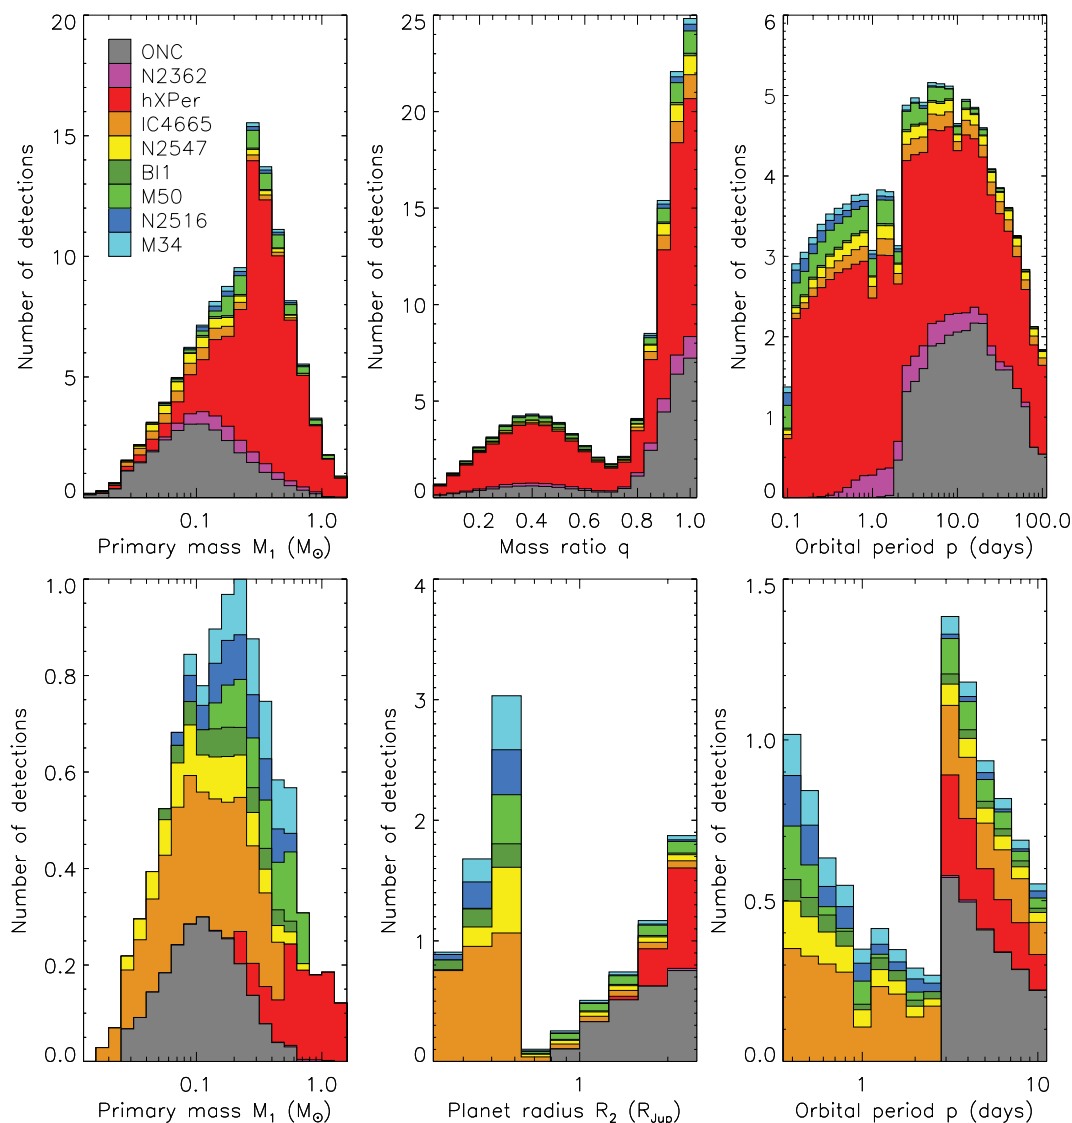 20
15
10
5
0
Number of detections
ONC
N2362
hXPer
IC4665
N2547
Bl1
M50
N2516
M34
0.1
1.0
Primary mass M₁ (M☉)
25
20
15
10
5
0
Number of detections
0.2
0.4
0.6
0.8
1.0
Mass ratio q
6
5
4
3
2
1
0
Number of detections
0.1
1.0
10.0
100.0
Orbital period p (days)
1.0
0.8
0.6
0.4
0.2
0.0
Number of detections
0.1
1.0
Primary mass M₁ (M☉)
4
3
2
1
0
Number of detections
1
Planet radius R₂ (RJup)
1.5
1.0
0.5
0.0
Number of detections
1
10
Orbital period p (days)